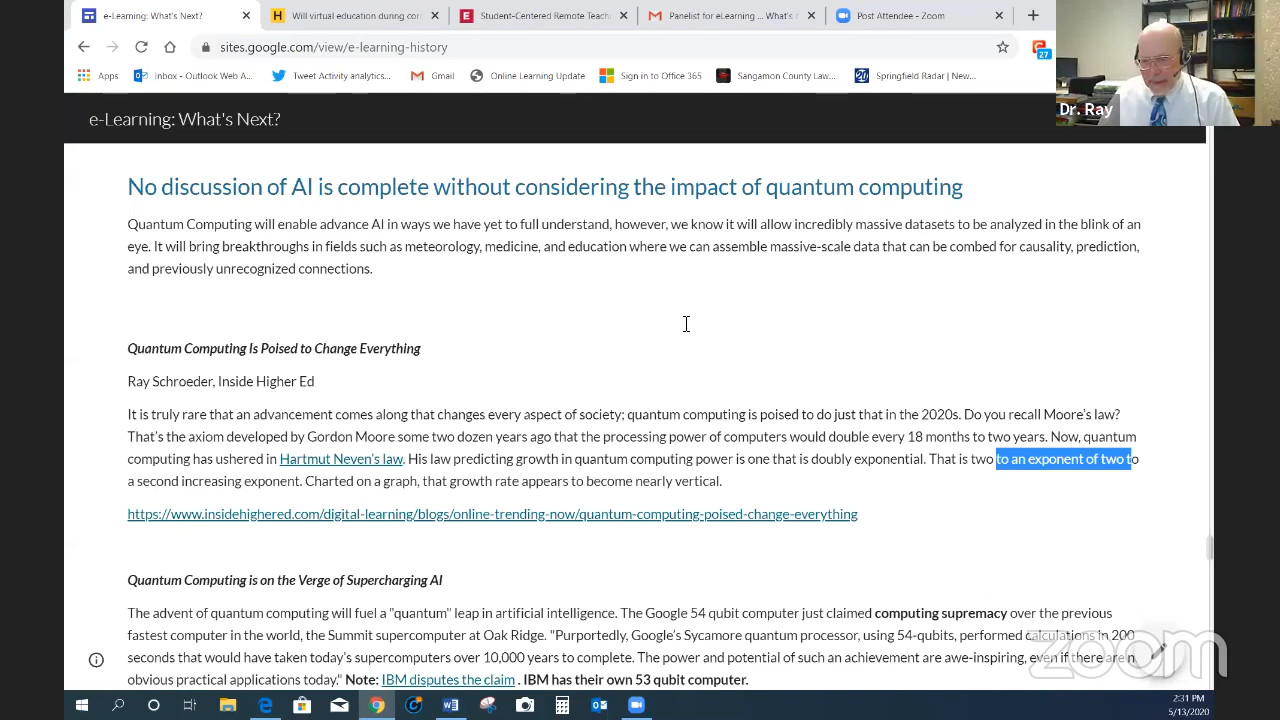 e-Learning: What's Next?
Will virtual education during cor
Student-Centered Remote Teach
Panelist for eLearning ... What's n
Post Attendee - Zoom
sites.google.com/view/e-learning-history
27
Apps
Inbox - Outlook Web A...
Tweet Activity analytics...
Gmail
Online Learning Update
Sign in to Office 365
Sangamon County Law...
20
Springfield Radar | New...
Dr. Ray
e-Learning: What's Next?
No discussion of AI is complete without considering the impact of quantum computing
Quantum Computing will enable advance AI in ways we have yet to full understand, however, we know it will allow incredibly massive datasets to be analyzed in the blink of an
eye. It will bring breakthroughs in fields such as meteorology, medicine, and education where we can assemble massive-scale data that can be combed for causality, prediction,
and previously unrecognized connections.
Quantum Computing Is Poised to Change Everything
Ray Schroeder, Inside Higher Ed
It is truly rare that an advancement comes along that changes every aspect of society; quantum computing is poised to do just that in the 2020s. Do you recall Moore's law?
That's the axiom developed by Gordon Moore some two dozen years ago that the processing power of computers would double every 18 months to two years. Now, quantum
computing has ushered in Hartmut Neven's law. His law predicting growth in quantum computing power is one that is doubly exponential. That is two to an exponent of two to
a second increasing exponent. Charted on a graph, that growth rate appears to become nearly vertical.
https://www.insidehighered.com/digital-learning/blogs/online-trending-now/quantum-computing-poised-change-everything
Quantum Computing is on the Verge of Supercharging AI
The advent of quantum computing will fuel a "quantum" leap in artificial intelligence. The Google 54 qubit computer just claimed computing supremacy over the previous
fastest computer in the world, the Summit supercomputer at Oak Ridge. "Purportedly, Google's Sycamore quantum processor, using 54-qubits, performed calculations in 200
seconds that would have taken today's supercomputers over 10,000 years to complete. The power and potential of such an achievement are awe-inspiring, even if there are no
obvious practical applications today." Note: IBM disputes the claim . IBM has their own 53 qubit computer.
zoom
2:31 PM
5/13/2020